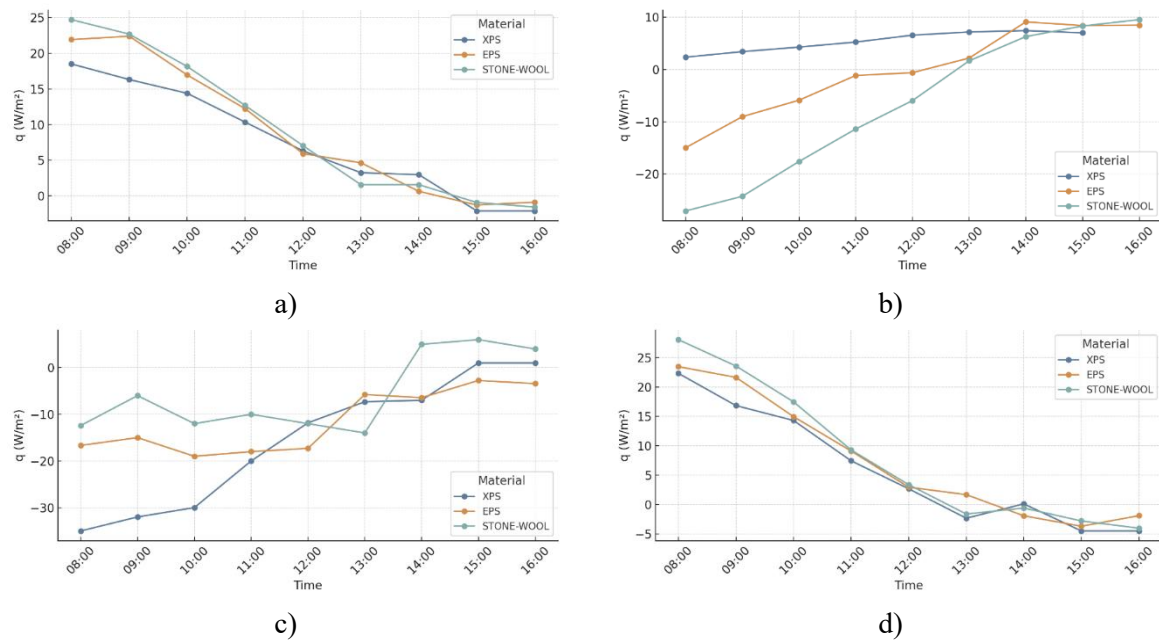 25
20
15
10
5
0
q (W/m²)
Material
XPS
EPS
STONE-WOOL
08:00
09:00
10:00
11:00
12:00
13:00
14:00
15:00
16:00
Time
a)
10
0
−10
−20
q (W/m²)
Material
XPS
EPS
STONE-WOOL
08:00
09:00
10:00
11:00
12:00
13:00
14:00
15:00
16:00
Time
b)
0
−10
−20
−30
q (W/m²)
Material
XPS
EPS
STONE-WOOL
08:00
09:00
10:00
11:00
12:00
13:00
14:00
15:00
16:00
Time
c)
25
20
15
10
5
0
−5
q (W/m²)
Material
XPS
EPS
STONE-WOOL
08:00
09:00
10:00
11:00
12:00
13:00
14:00
15:00
16:00
Time
d)